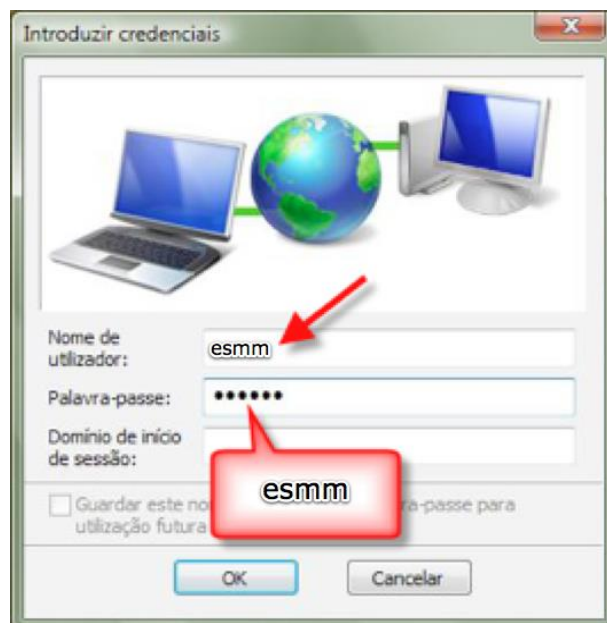 Introduzir credenciais
Nome de
utilizador:
esmm
Palavra-passe:
••••••
Domínio de início
de sessão:
esmm
Guardar este no ra-passe para
utilização futur
OK
Cancelar